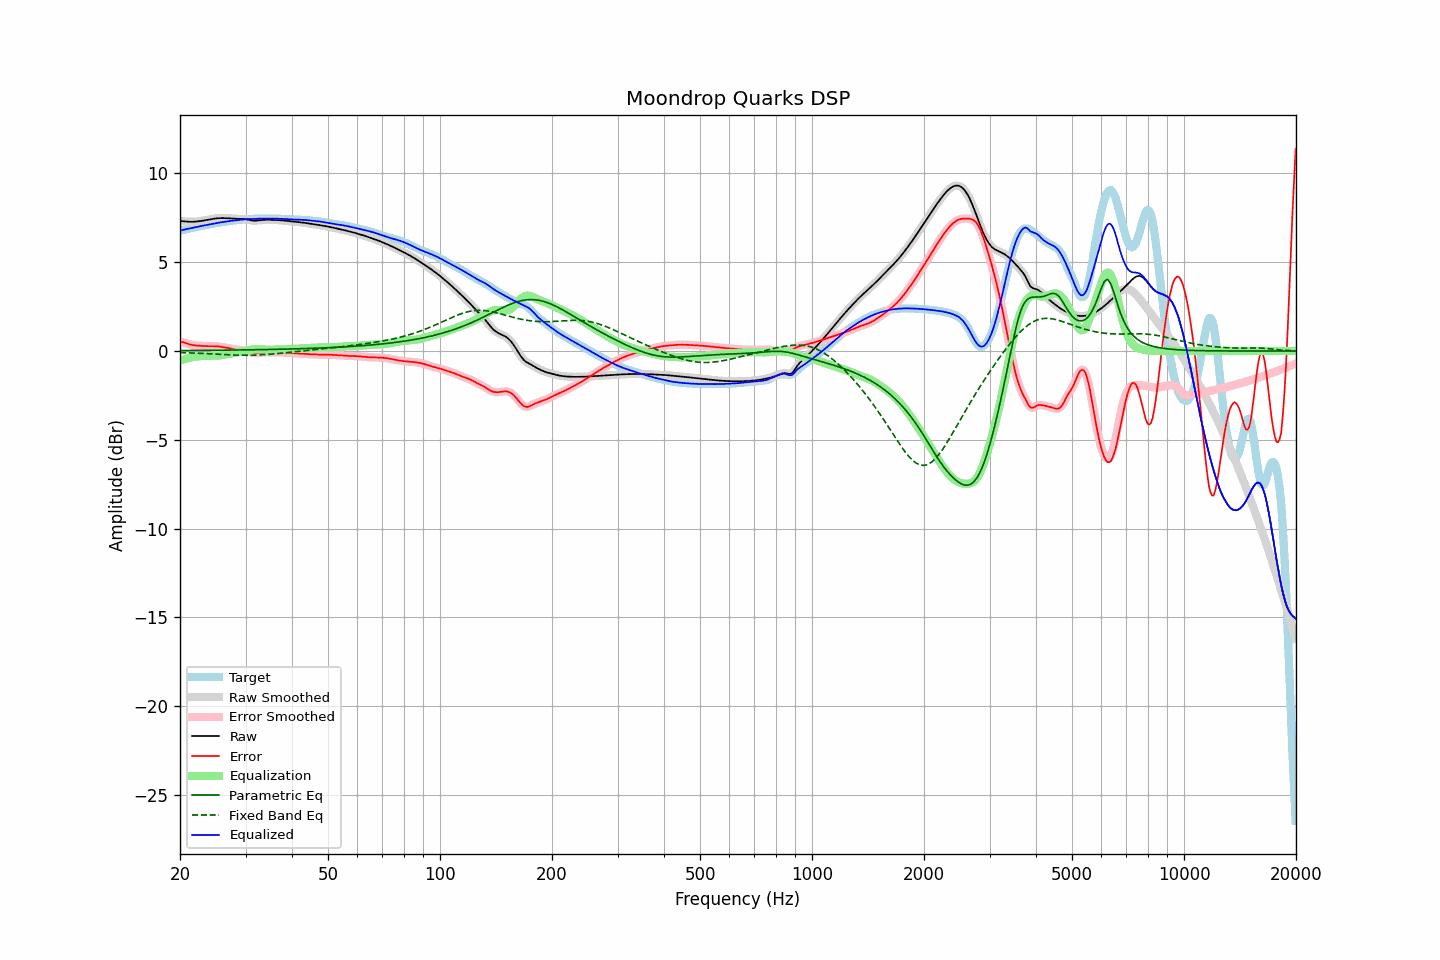 Moondrop Quarks DSP
10
5
0
−5
−10
−15
−20
−25
Amplitude (dBr)
Target
Raw Smoothed
Error Smoothed
Raw
Error
Equalization
Parametric Eq
Fixed Band Eq
Equalized
20 50 100 200 500 1000 2000 5000 10000 20000
Frequency (Hz)